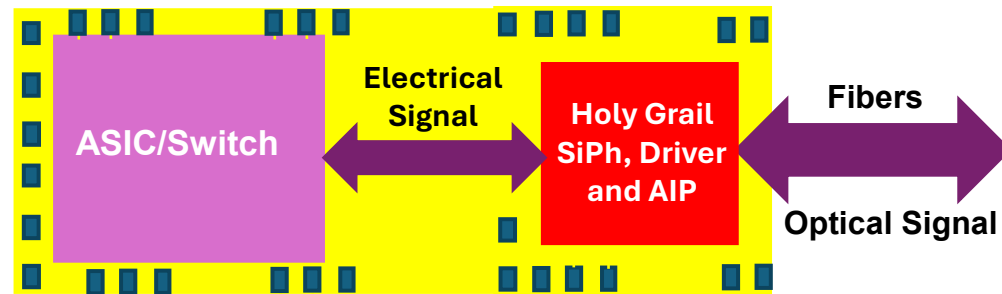 ASIC/Switch
Electrical
Signal
Holy Grail
SiPh, Driver
and AIP
Fibers
Optical Signal